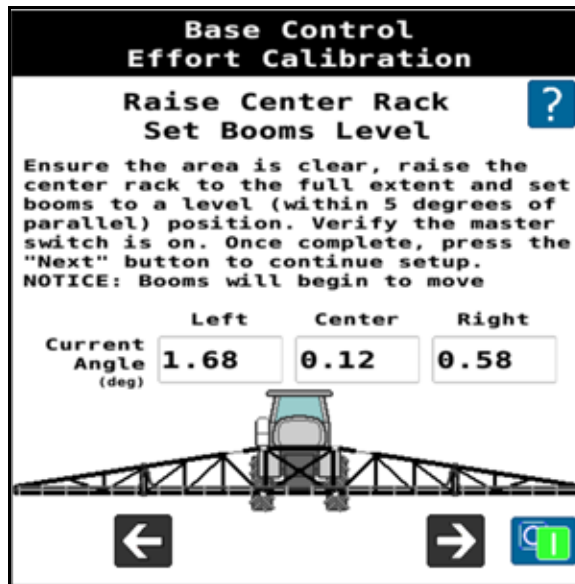 Base Control
Effort Calibration
Raise Center Rack
Set Booms Level
?
Ensure the area is clear, raise the
center rack to the full extent and set
booms to a level (within 5 degrees of
parallel) position. Verify the master
switch is on. Once complete, press the
"Next" button to continue setup.
NOTICE: Booms will begin to move
Left Center Right
Current
Angle 1.68 0.12 0.58
(deg)